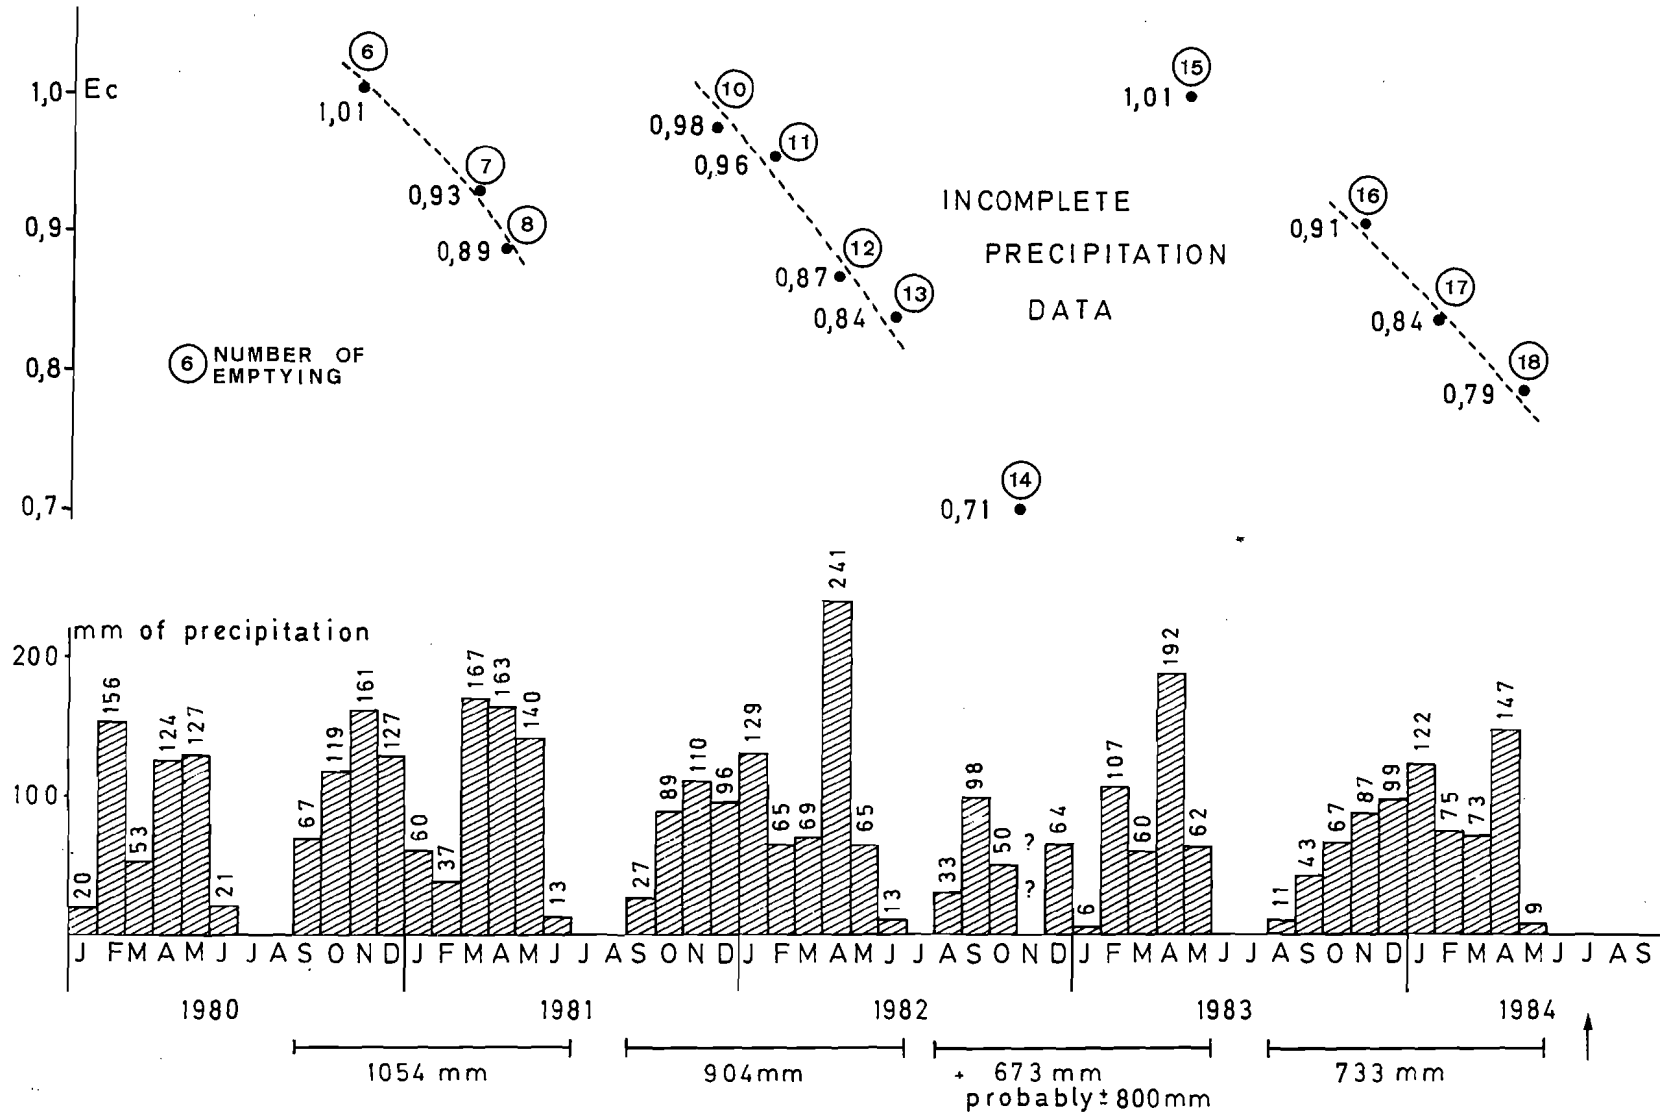 1,0 Ec
0,9
0,8
0,7
6
1,01
7
0,93
8
0,89
10
0,98
11
0,96
12
0,87
13
0,84
14
0,71
15
1,01
16
0,91
17
0,84
18
0,79
INCOMPLETE
PRECIPITATION
DATA
6 NUMBER OF
EMPTYING
mm of precipitation
200
100
20 156 53 124 127 21
67 119 161 127 60 37 167 163 140 13
27 89 110 96 129 65 69 241 65 13
33 98 50 ? ? 64 6 107 60 192 62
11 43 67 87 99 122 75 73 147 9
J F M A M J J A S O N D J F M A M J J A S O N D J F M A M J J A S O N D J F M A M J J A S O N D J F M A M J J A S
1980 1981 1982 1983 1984
1054 mm 904mm 673 mm 733 mm
probably ± 800mm